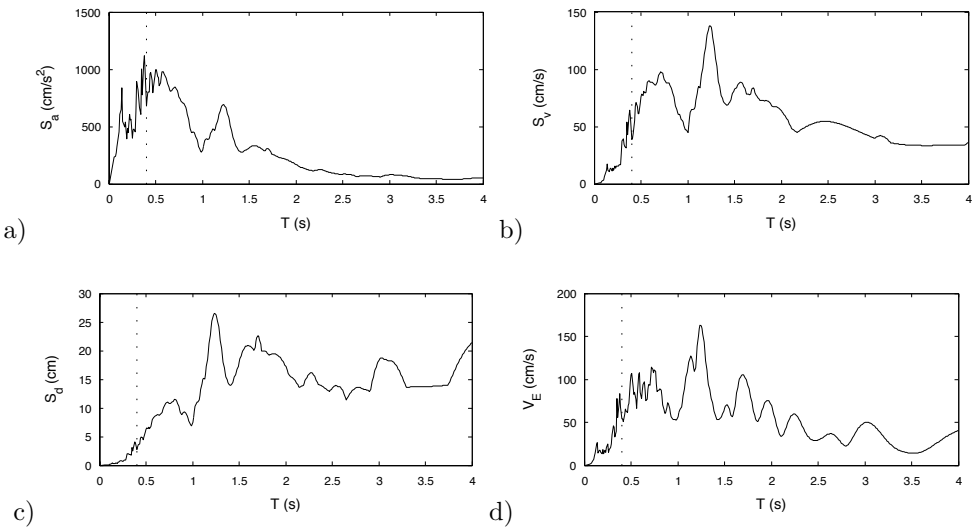 1500
1000
500
0
S_a (cm/s²)
0 0.5 1 1.5 2 2.5 3 3.5 4
T (s)
a)
150
100
50
0
S_v (cm/s)
0 0.5 1 1.5 2 2.5 3 3.5 4
T (s)
b)
30
25
20
15
10
5
0
S_d (cm)
0 0.5 1 1.5 2 2.5 3 3.5 4
T (s)
c)
200
150
100
50
0
V_E (cm/s)
0 0.5 1 1.5 2 2.5 3 3.5 4
T (s)
d)